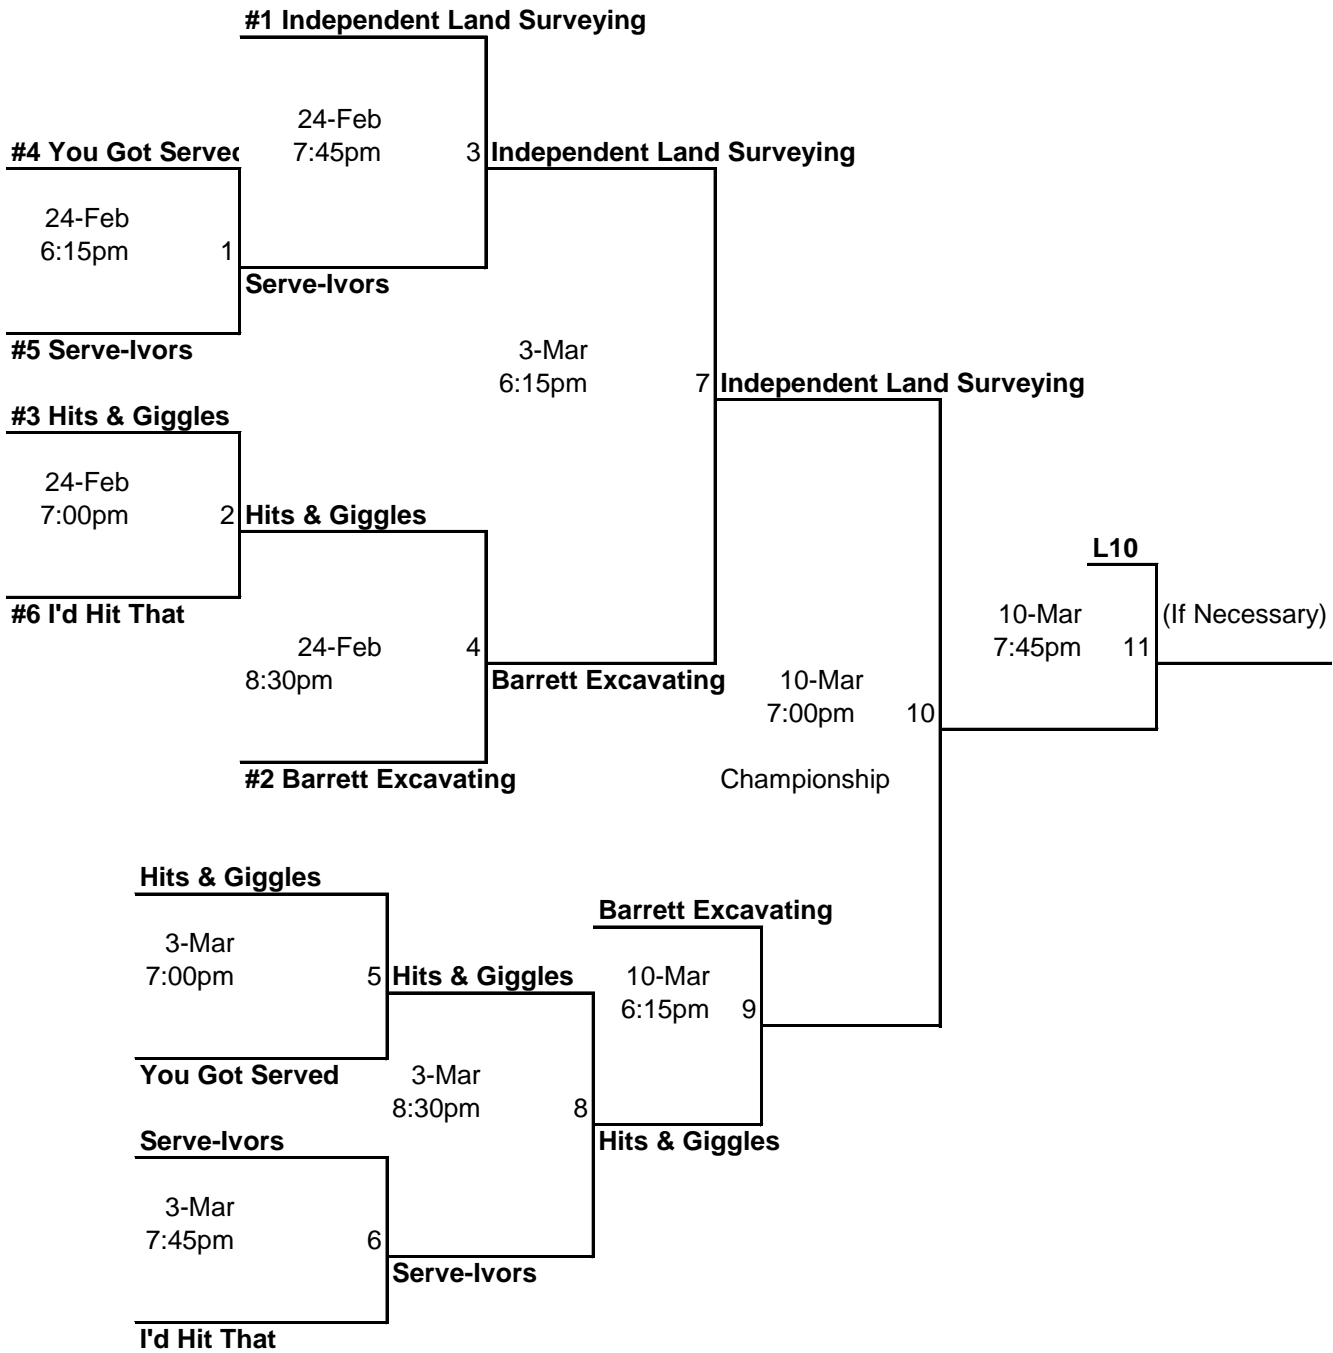 #1 Independent Land Surveying
24-Feb
#4 You Got Served 7:45pm 3 Independent Land Surveying
24-Feb
6:15pm 1
Serve-Ivors
#5 Serve-Ivors 3-Mar
6:15pm 7 Independent Land Surveying
#3 Hits & Giggles
24-Feb
7:00pm 2 Hits & Giggles
L10
#6 I'd Hit That 10-Mar (If Necessary)
24-Feb 4 7:45pm 11
8:30pm Barrett Excavating 10-Mar
7:00pm 10
#2 Barrett Excavating Championship
Hits & Giggles
Barrett Excavating
3-Mar
7:00pm 5 Hits & Giggles 10-Mar
6:15pm 9
You Got Served 3-Mar
8:30pm 8
Serve-Ivors Hits & Giggles
3-Mar
7:45pm 6
Serve-Ivors
I'd Hit That